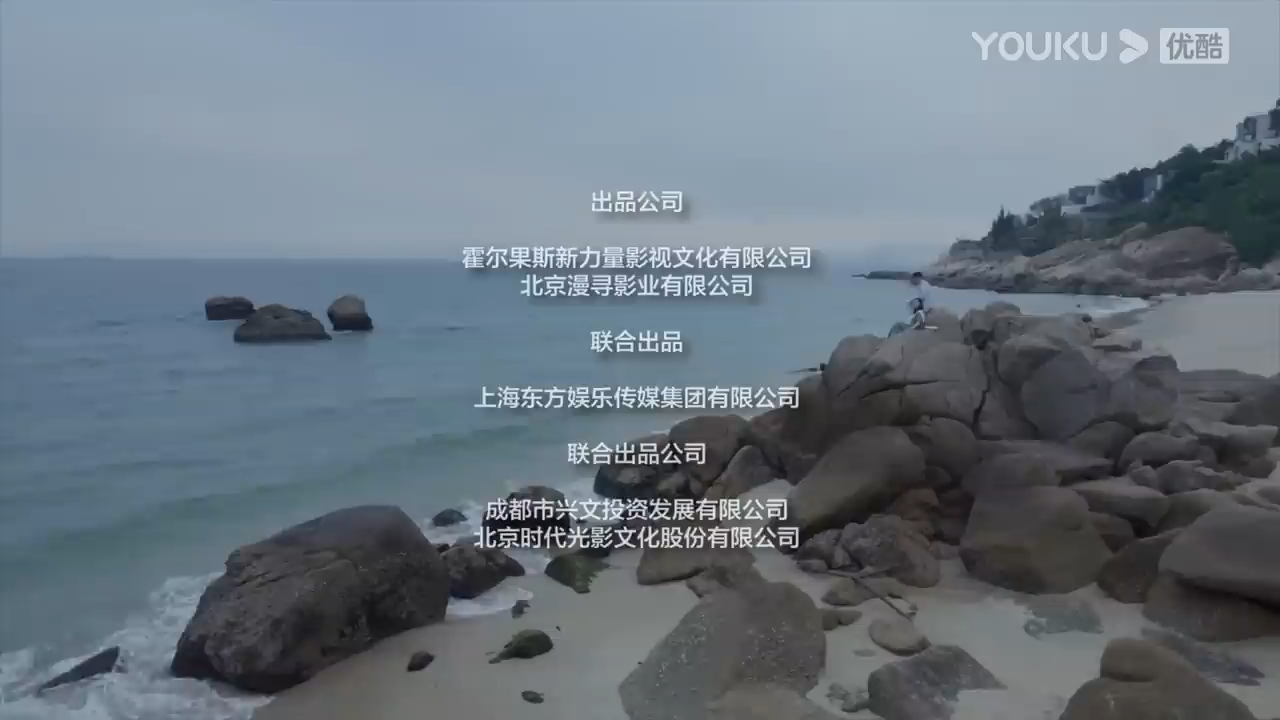 YOUKU 优酷
出品公司
霍尔果斯新力量影视文化有限公司
北京漫寻影业有限公司
联合出品
上海东方娱乐传媒集团有限公司
联合出品公司
成都市兴文投资发展有限公司
北京时代光影文化股份有限公司